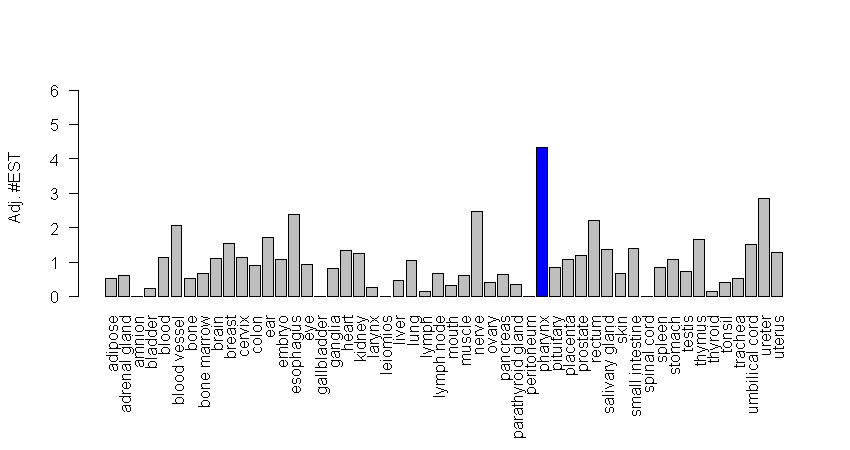 Adj. #EST
6
5
4
3
2
1
0
adipose
adrenal gland
amnion
bladder
blood
blood vessel
bone
bone marrow
brain
breast
cervix
colon
ear
embryo
esophagus
eye
gallbladder
ganglia
heart
kidney
larynx
leiomios
liver
lung
lymph
lymph node
mouth
muscle
nerve
ovary
pancreas
parathyroid gland
peritoneum
pharynx
pituitary
placenta
prostate
rectum
salivary gland
skin
small intestine
spinal cord
spleen
stomach
testis
thymus
thyroid
tonsil
trachea
umbilical cord
ureter
uterus